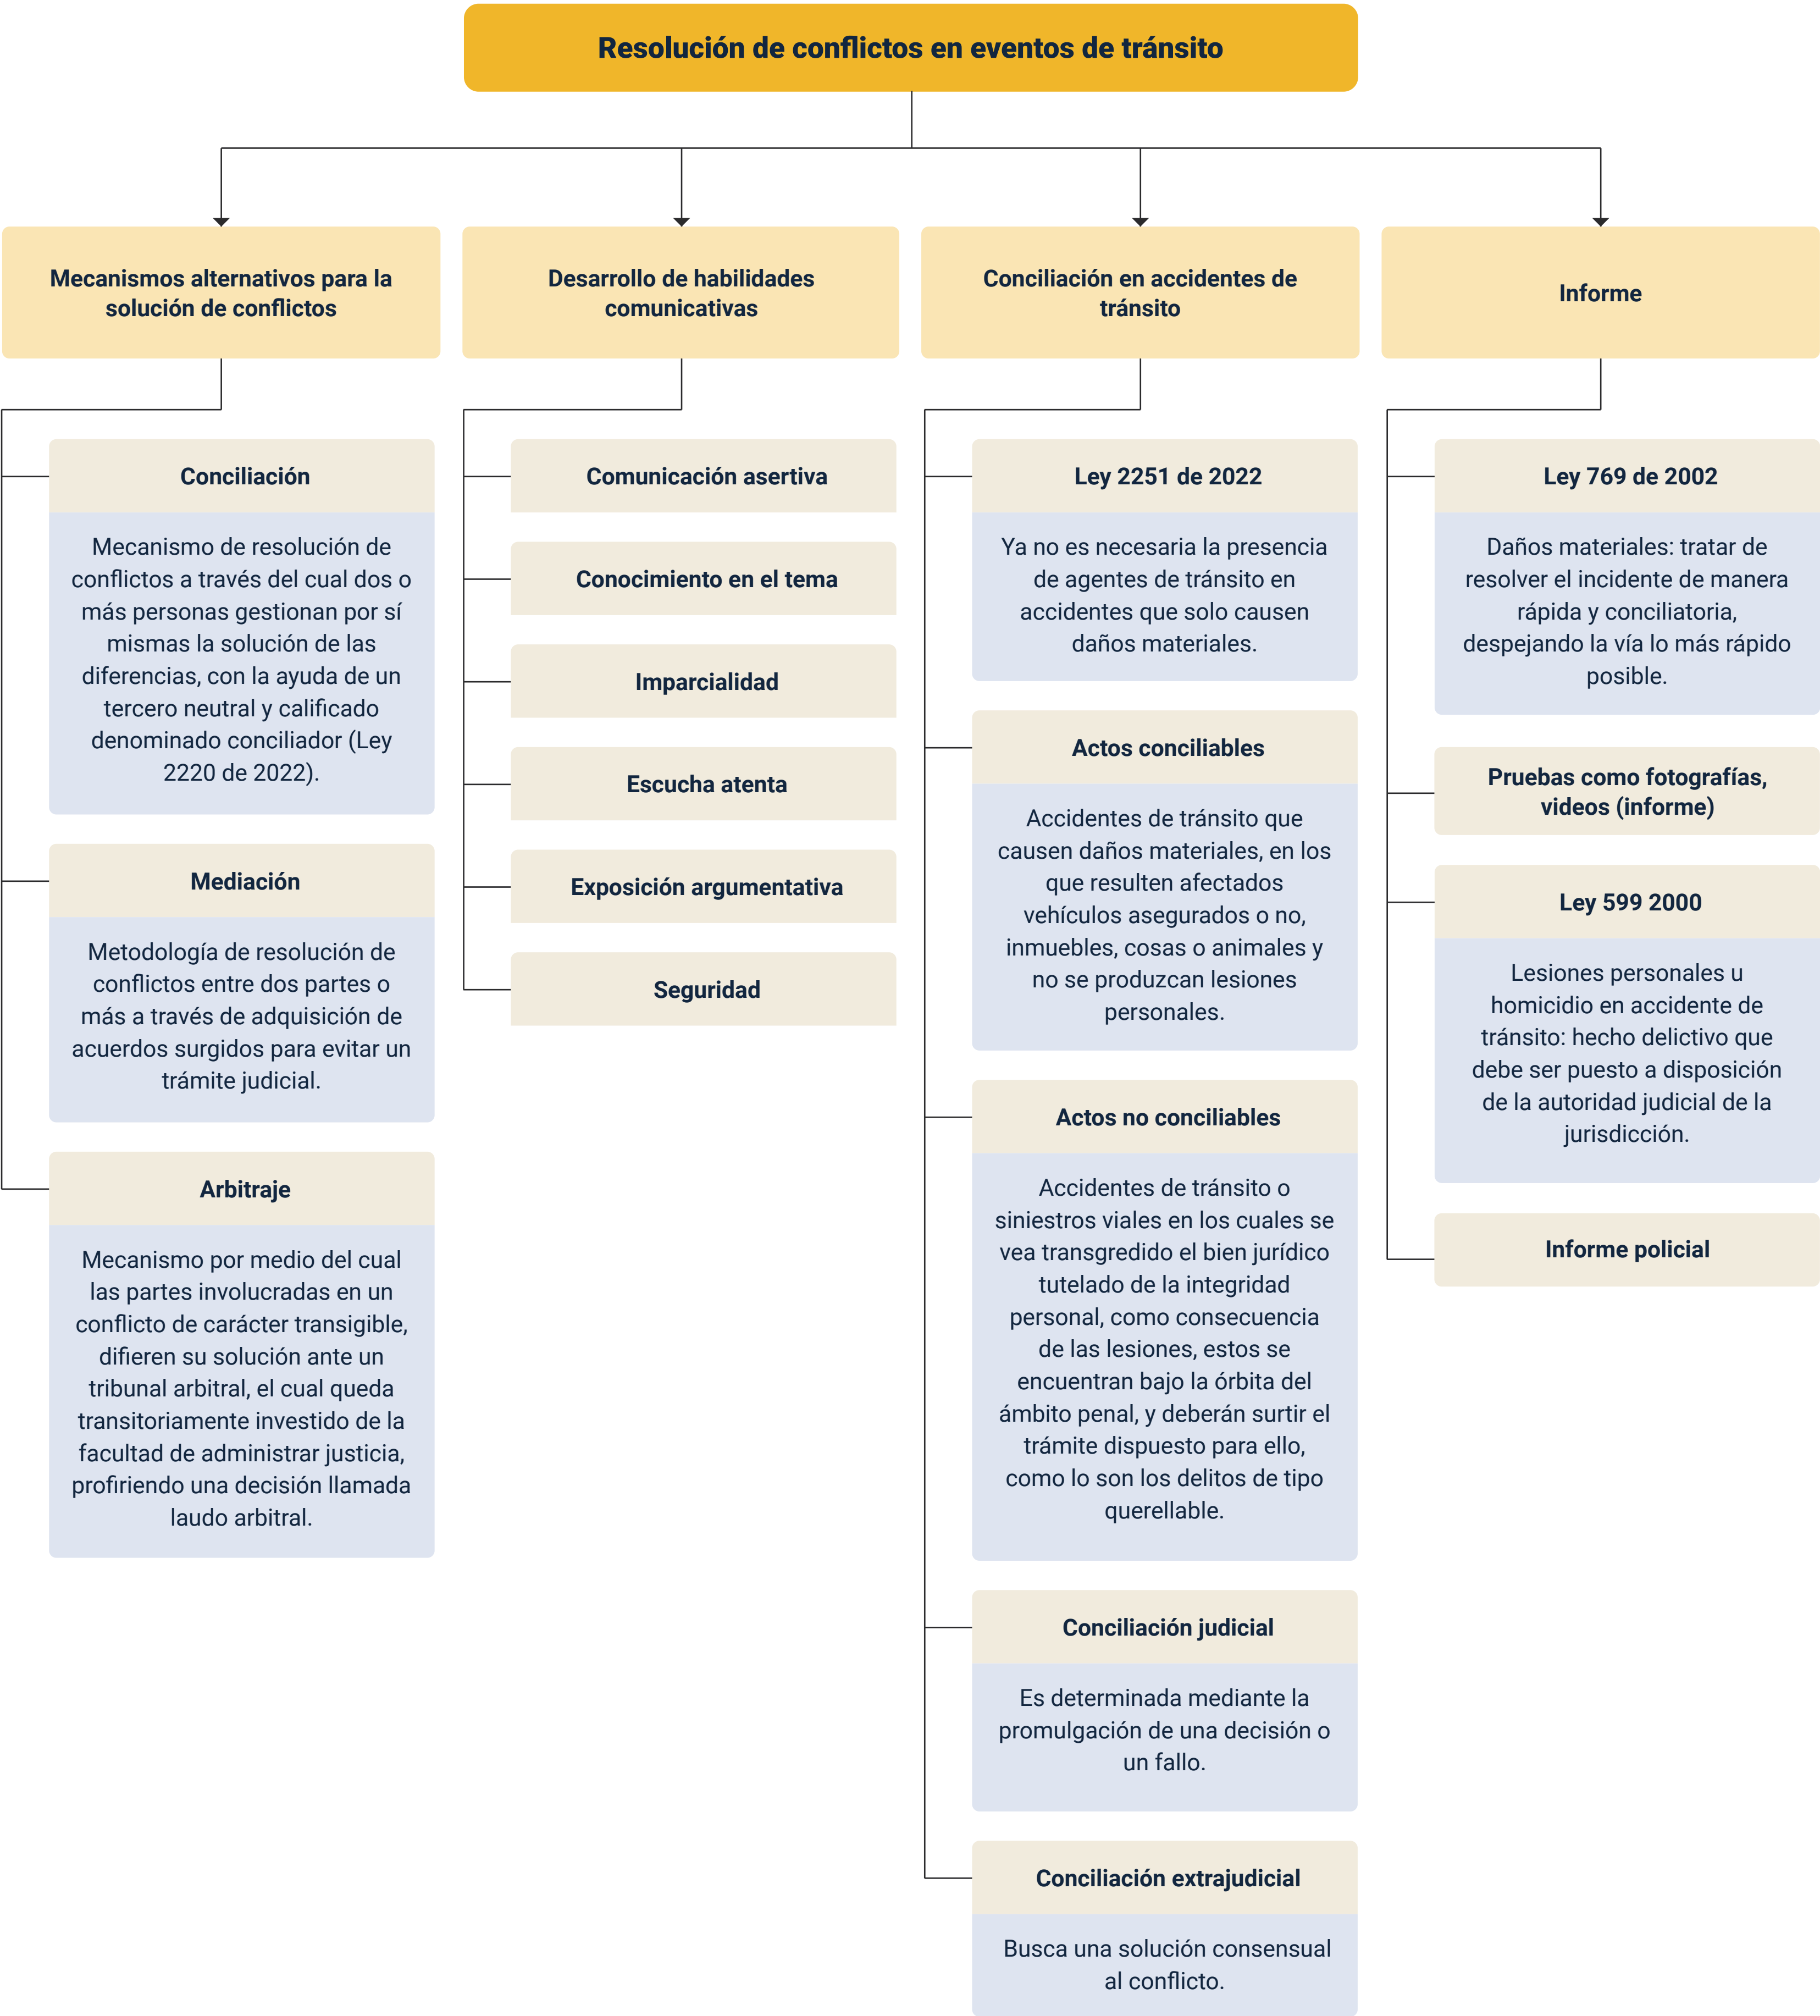 Resolución de conflictos en eventos de tránsito
Mecanismos alternativos para la
solución de conflictos
Conciliación
Mecanismo de resolución de
conflictos a través del cual dos o
más personas gestionan por sí
mismas la solución de las
diferencias, con la ayuda de un
tercero neutral y calificado
denominado conciliador (Ley
2220 de 2022).
Mediación
Metodología de resolución de
conflictos entre dos partes o
más a través de adquisición de
acuerdos surgidos para evitar un
trámite judicial.
Arbitraje
Mecanismo por medio del cual
las partes involucradas en un
conflicto de carácter transigible,
difieren su solución ante un
tribunal arbitral, el cual queda
transitoriamente investido de la
facultad de administrar justicia,
profiriendo una decisión llamada
laudo arbitral.
Desarrollo de habilidades
comunicativas
Comunicación asertiva
Conocimiento en el tema
Imparcialidad
Escucha atenta
Exposición argumentativa
Seguridad
Conciliación en accidentes de
tránsito
Ley 2251 de 2022
Ya no es necesaria la presencia
de agentes de tránsito en
accidentes que solo causen
daños materiales.
Actos conciliables
Accidentes de tránsito que
causen daños materiales, en los
que resulten afectados
vehículos asegurados o no,
inmuebles, cosas o animales y
no se produzcan lesiones
personales.
Actos no conciliables
Accidentes de tránsito o
siniestros viales en los cuales se
vea transgredido el bien jurídico
tutelado de la integridad
personal, como consecuencia
de las lesiones, estos se
encuentran bajo la órbita del
ámbito penal, y deberán surtir el
trámite dispuesto para ello,
como lo son los delitos de tipo
querellable.
Conciliación judicial
Es determinada mediante la
promulgación de una decisión o
un fallo.
Conciliación extrajudicial
Busca una solución consensual
al conflicto.
Informe
Ley 769 de 2002
Daños materiales: tratar de
resolver el incidente de manera
rápida y conciliatoria,
despejando la vía lo más rápido
posible.
Pruebas como fotografías,
videos (informe)
Ley 599 2000
Lesiones personales u
homicidio en accidente de
tránsito: hecho delictivo que
debe ser puesto a disposición
de la autoridad judicial de la
jurisdicción.
Informe policial